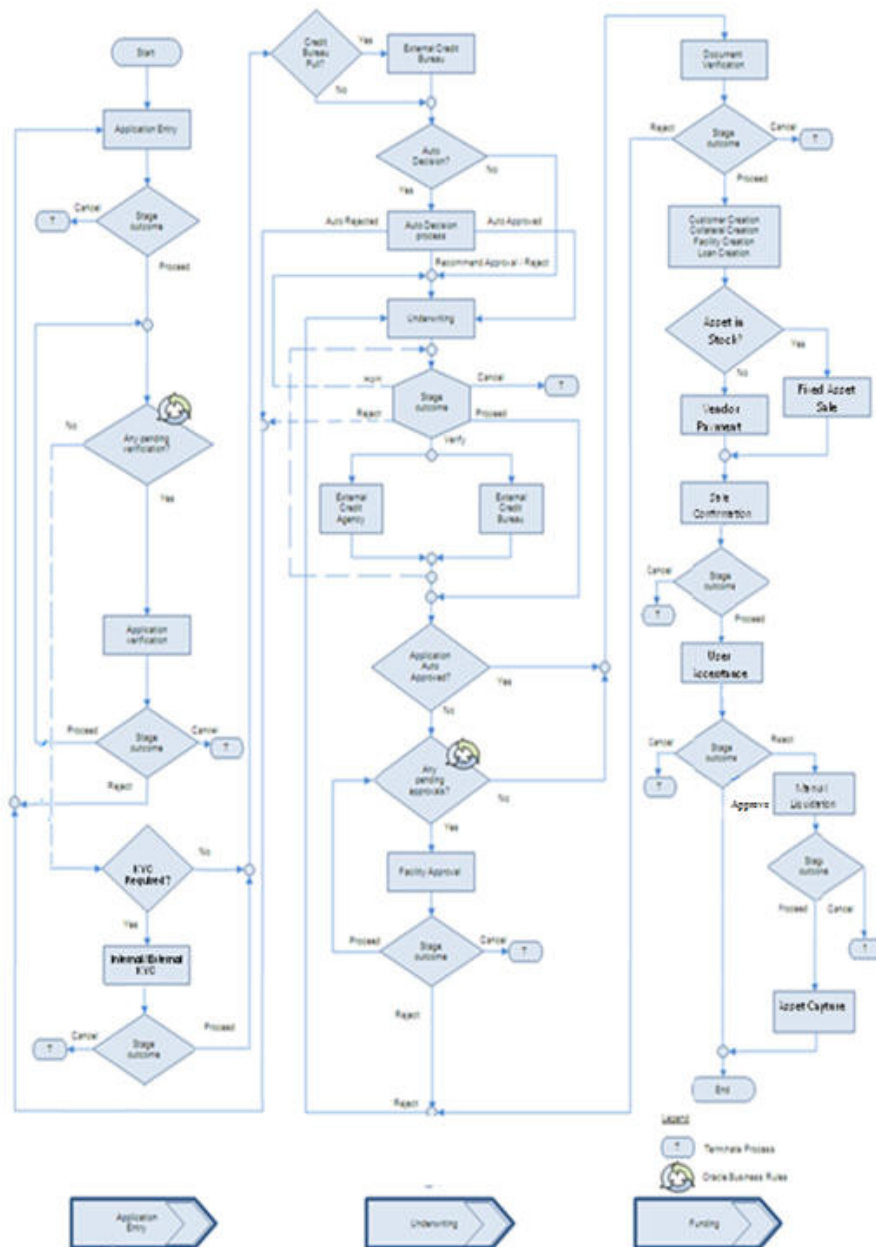 Start
Application Entry
Cancel
T
Stage
outcome
Proceed
No
Any pending
verification?
Yes
Application
verification
Proceed
Stage
outcome
Cancel
T
Reject
KYC
Required?
No
Yes
Internal/External
KYC
T
Cancel
Stage
outcome
Proceed
Credit
Bureau
Pull?
Yes
External Credit
Bureau
No
Auto
Decision?
No
Yes
Auto Rejected
Auto Decision
process
Auto Approved
Recommend Approval / Reject
Underwriting
Stage
outcome
Cancel
T
Reject
Proceed
Verify
External
Credit
Agency
External
Credit
Bureau
Application
Auto
Approved?
Yes
No
Any
pending
approvals?
No
Yes
Facility Approval
Proceed
Stage
outcome
Cancel
T
Reject
Reject
Document
Verification
Reject
Stage
outcome
Cancel
T
Proceed
Customer Creation
Collateral Creation
Facility Creation
Loan Creation
Asset in
Stock?
Yes
No
Fixed Asset
Sale
Vendor
Payment
Sale
Confirmation
Cancel
Stage
outcome
T
Proceed
User
Acceptance
Cancel
Stage
outcome
Reject
T
Approve
Manual
Liquidation
Stage
outcome
Proceed
Cancel
T
Asset Capture
End
Legend
T
Terminate Process
Oracle Business Rules
Application
Entry
Underwriting
Funding